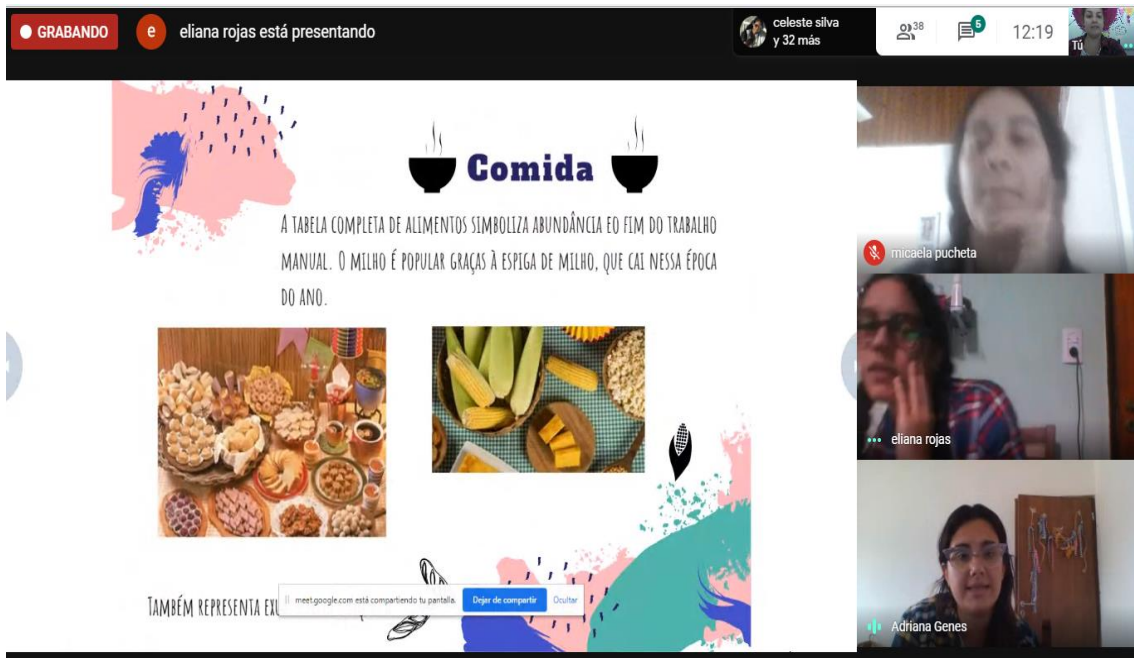 GRABANDO
e
eliana rojas está presentando
celeste silva
y 32 más
38
5
12:19
Tú
Comida
A TABELA COMPLETA DE ALIMENTOS SIMBOLIZA ABUNDÂNCIA EO FIM DO TRABALHO
MANUAL. O MILHO É POPULAR GRAÇAS À ESPIGA DE MILHO, QUE CAI NESSA ÉPOCA
DO ANO.
micaela pucheta
eliana rojas
TAMBÉM REPRESENTA
meet.google.com está compartiendo tu pantalla.
Dejar de compartir
Ocultar
Adriana Genes